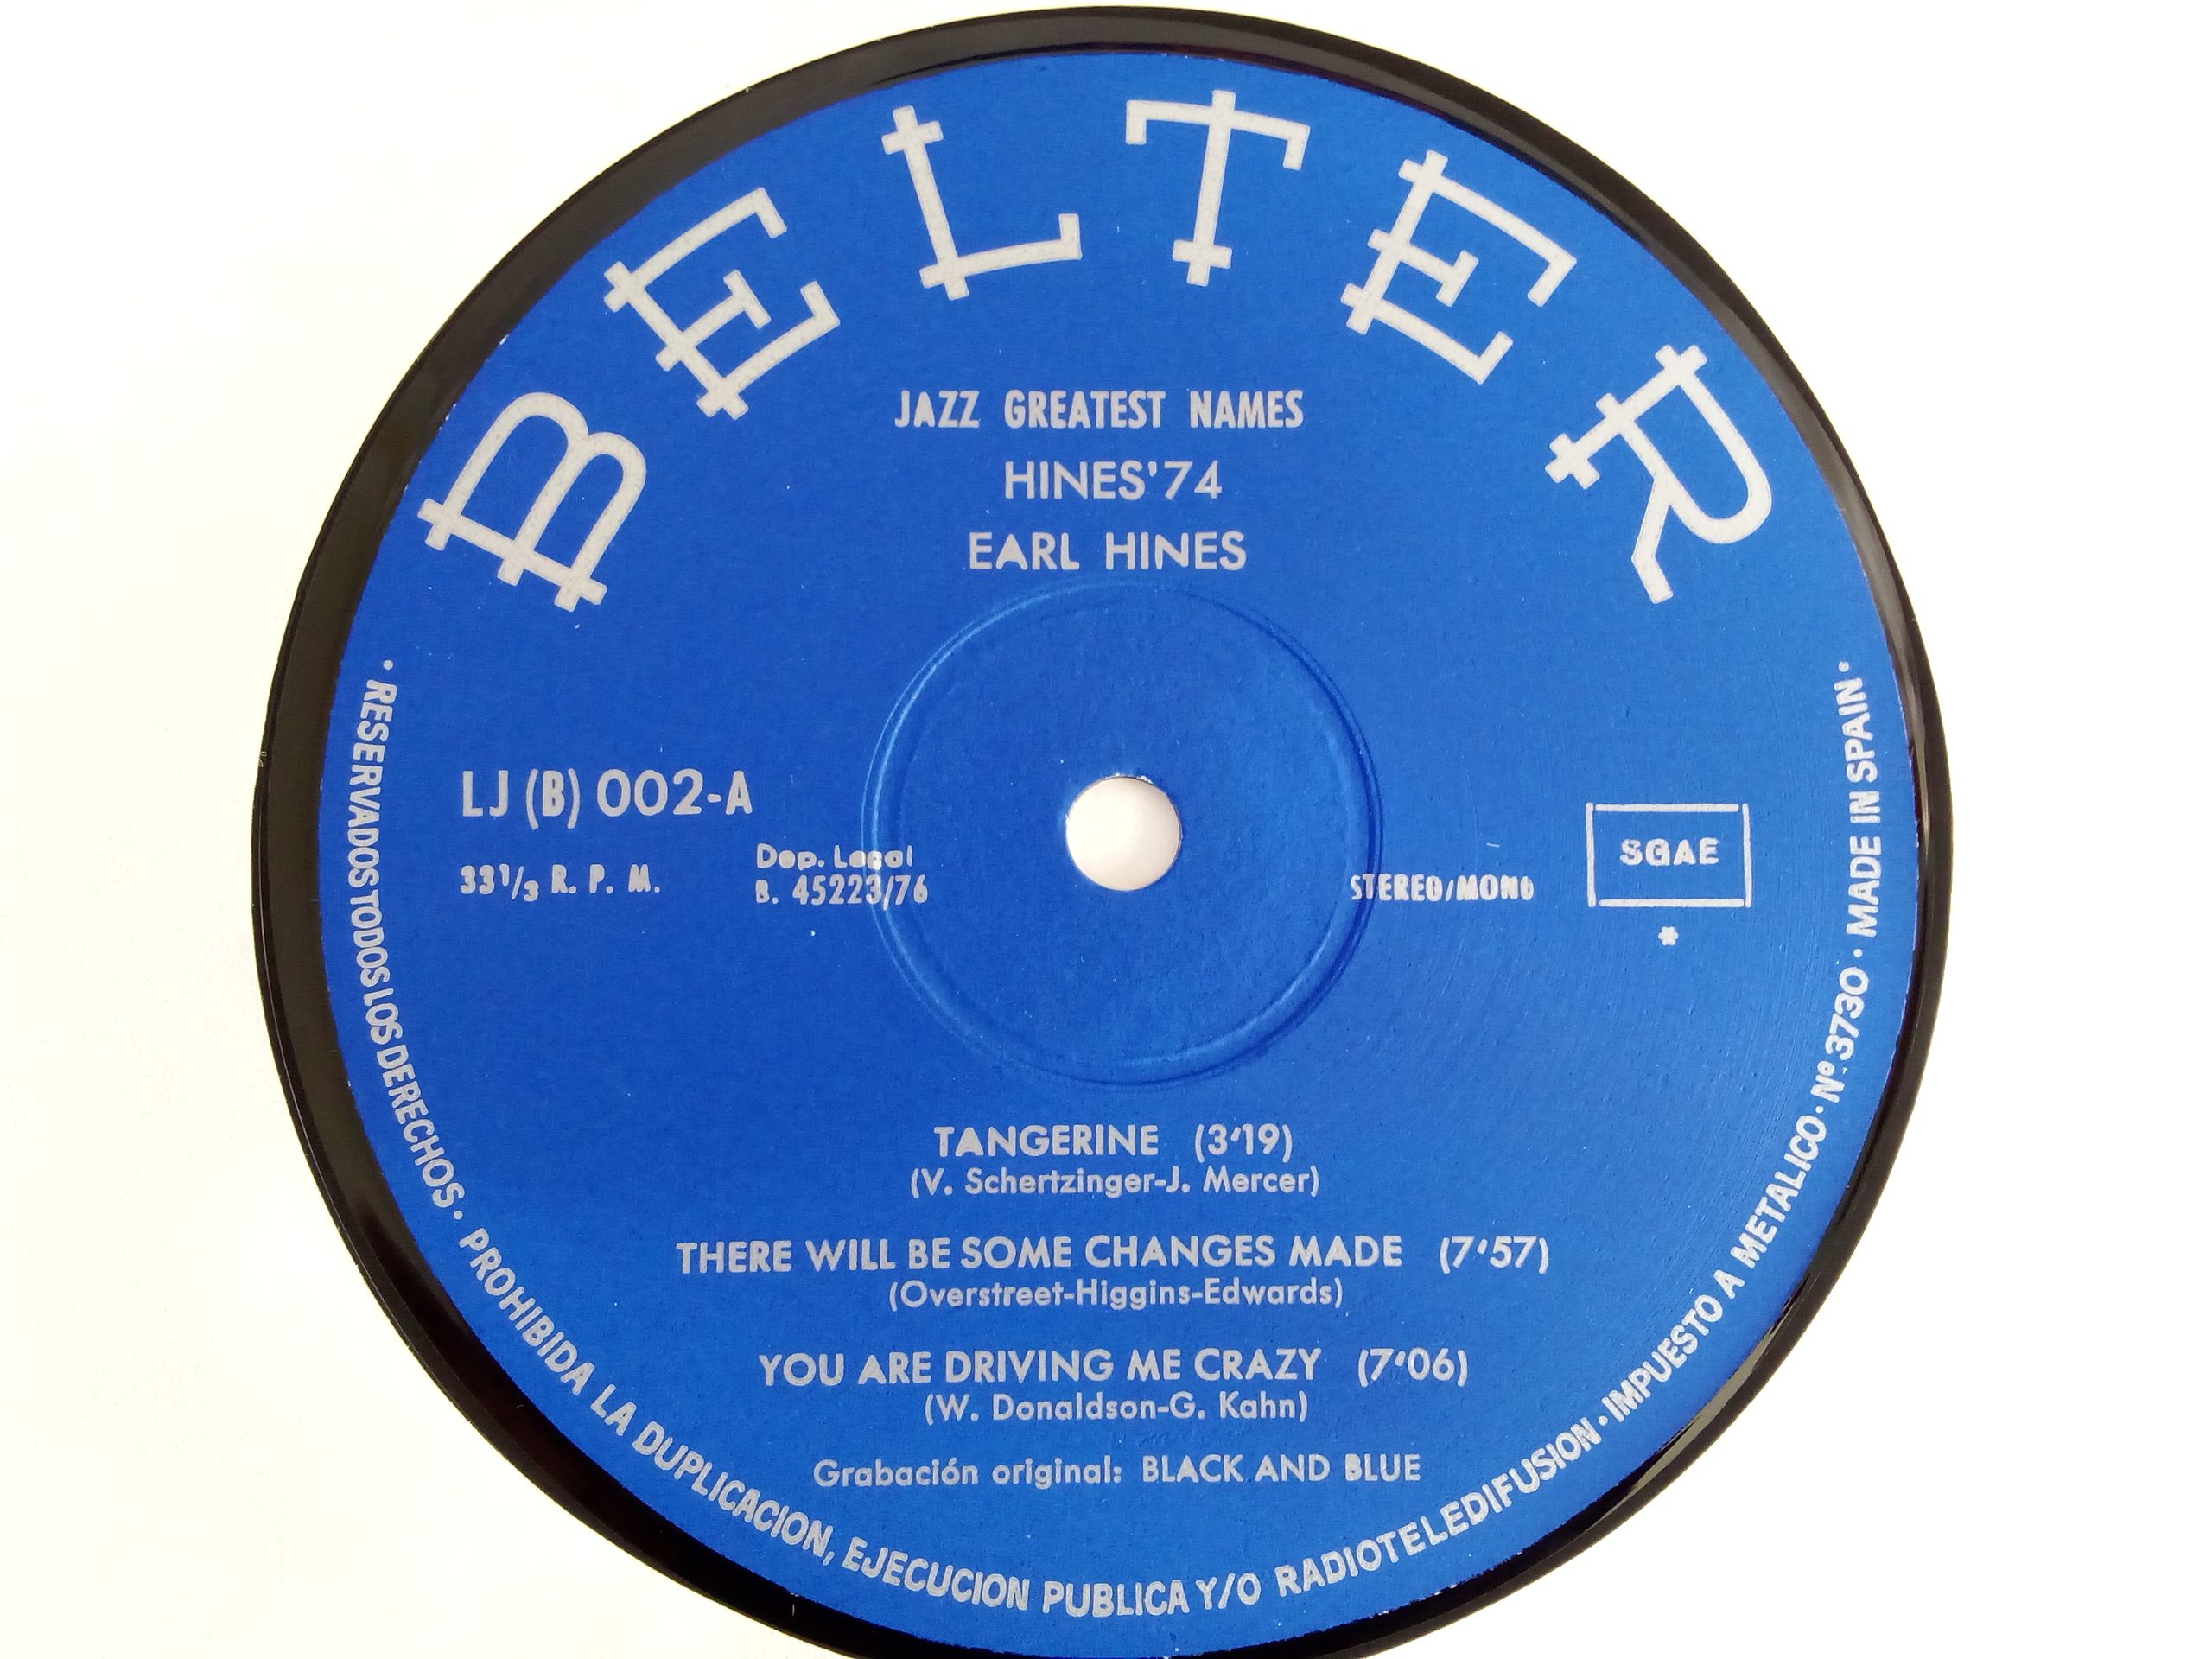 BELTER
JAZZ GREATEST NAMES
HINES'74
EARL HINES
LJ (B) 002-A
33 1/3 R. P. M.
Dep. Legal
B. 45223/76
STEREO/MONO
SGAE
*
TANGERINE (3'19)
(V. Schertzinger-J. Mercer)
THERE WILL BE SOME CHANGES MADE (7'57)
(Overstreet-Higgins-Edwards)
YOU ARE DRIVING ME CRAZY (7'06)
(W. Donaldson-G. Kahn)
Grabación original: BLACK AND BLUE
· RESERVADOS TODOS LOS DERECHOS · PROHIBIDA LA DUPLICACION, EJECUCION PUBLICA Y/O RADIOTELEDIFUSION · IMPUESTO A METALICO · Nº 3730 · MADE IN SPAIN ·